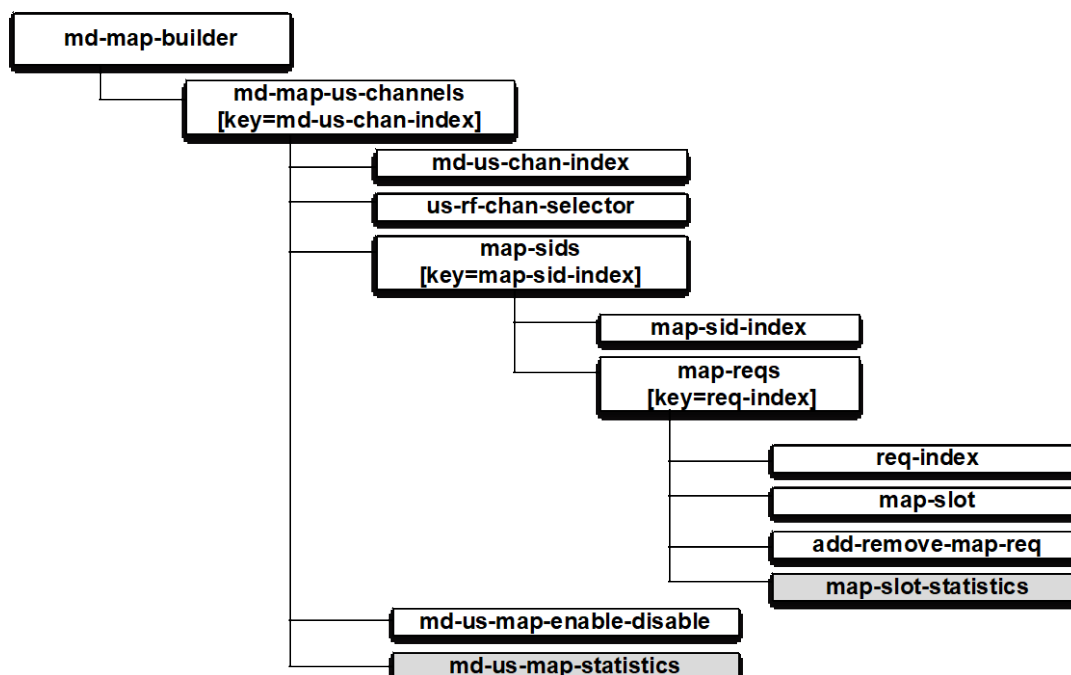 md-map-builder
md-map-us-channels
[key=md-us-chan-index]
md-us-chan-index
us-rf-chan-selector
map-sids
[key=map-sid-index]
map-sid-index
map-reqs
[key=req-index]
req-index
map-slot
add-remove-map-req
map-slot-statistics
md-us-map-enable-disable
md-us-map-statistics